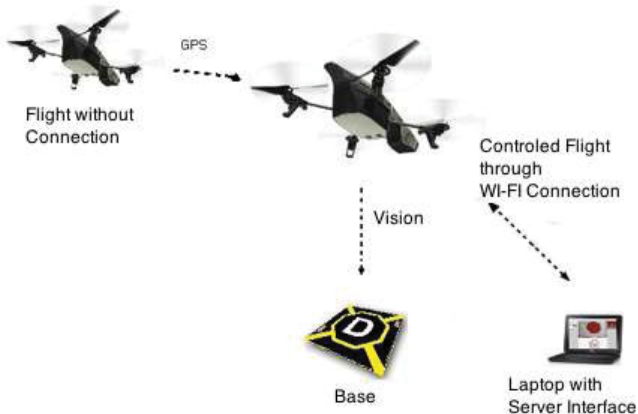 GPS
Flight without
Connection
Controled Flight
through
WI-FI Connection
Vision
D
Base
Laptop with
Server Interface